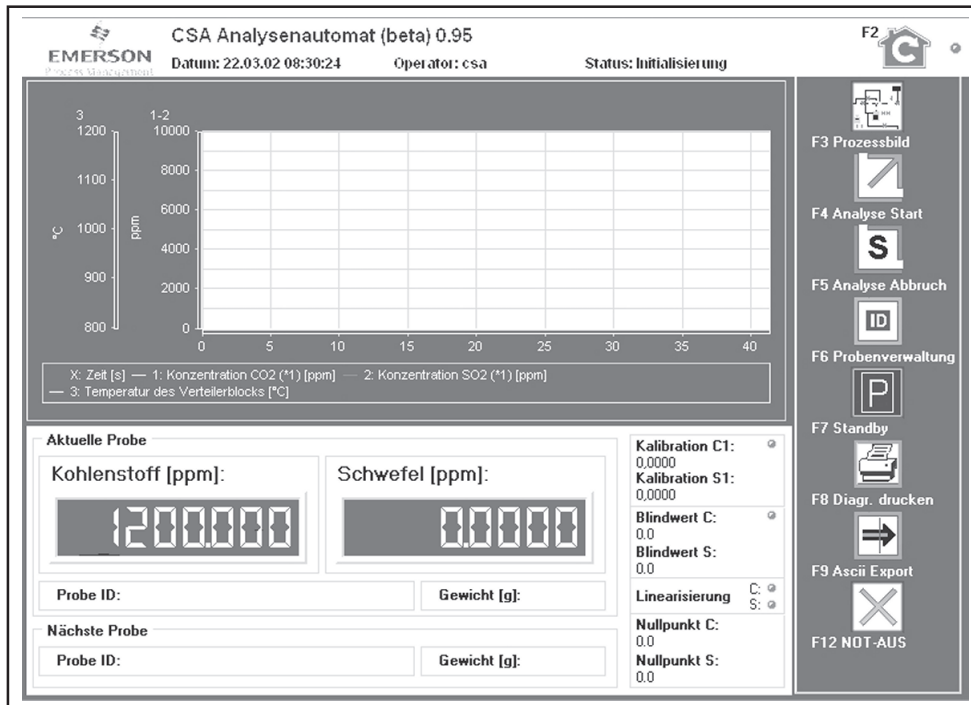 EMERSON
Process Management
CSA Analysenautomat (beta) 0.95
Datum: 22.03.02 08:30:24 Operator: csa Status: Initialisierung
F2
C
3 1-2
1200 10000
1100 8000
6000
1000
°C ppm
4000
900
2000
800 0
0 5 10 15 20 25 30 35 40
X: Zeit [s] — 1: Konzentration CO2 (*1) [ppm] — 2: Konzentration SO2 (*1) [ppm]
— 3: Temperatur des Verteilerblocks [°C]
F3 Prozessbild
F4 Analyse Start
S
F5 Analyse Abbruch
ID
F6 Probenverwaltung
P
F7 Standby
F8 Diagr. drucken
F9 Ascii Export
F12 NOT-AUS
Aktuelle Probe
Kohlenstoff [ppm]:
1200.000
Schwefel [ppm]:
0.0000
Probe ID: Gewicht [g]:
Nächste Probe
Probe ID: Gewicht [g]:
Kalibration C1:
0,0000
Kalibration S1:
0,0000
Blindwert C:
0.0
Blindwert S:
0.0
Linearisierung C:
S:
Nullpunkt C:
0.0
Nullpunkt S:
0.0